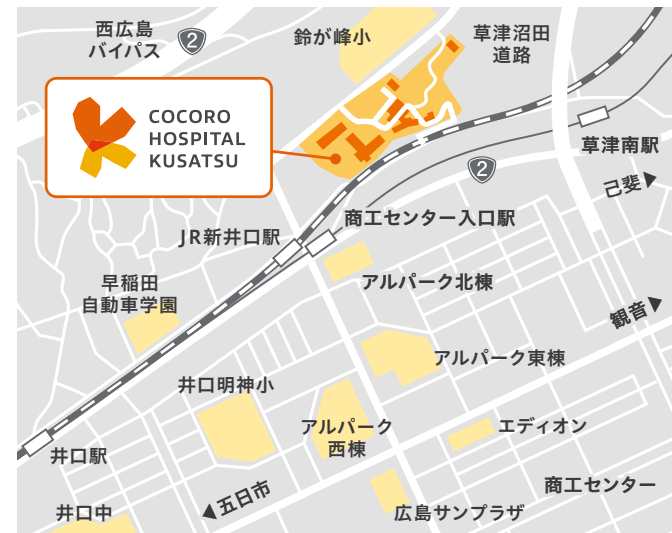 西広島
バイパス
2
鈴が峰小
草津沼田
道路
COCORO
HOSPITAL
KUSATSU
草津南駅
2
己斐
商工センター入口駅
JR新井口駅
早稲田
自動車学園
アルパーク北棟
観音
アルパーク東棟
井口明神小
アルパーク
西棟
エディオン
井口駅
五日市
商工センター
井口中
広島サンプラザ